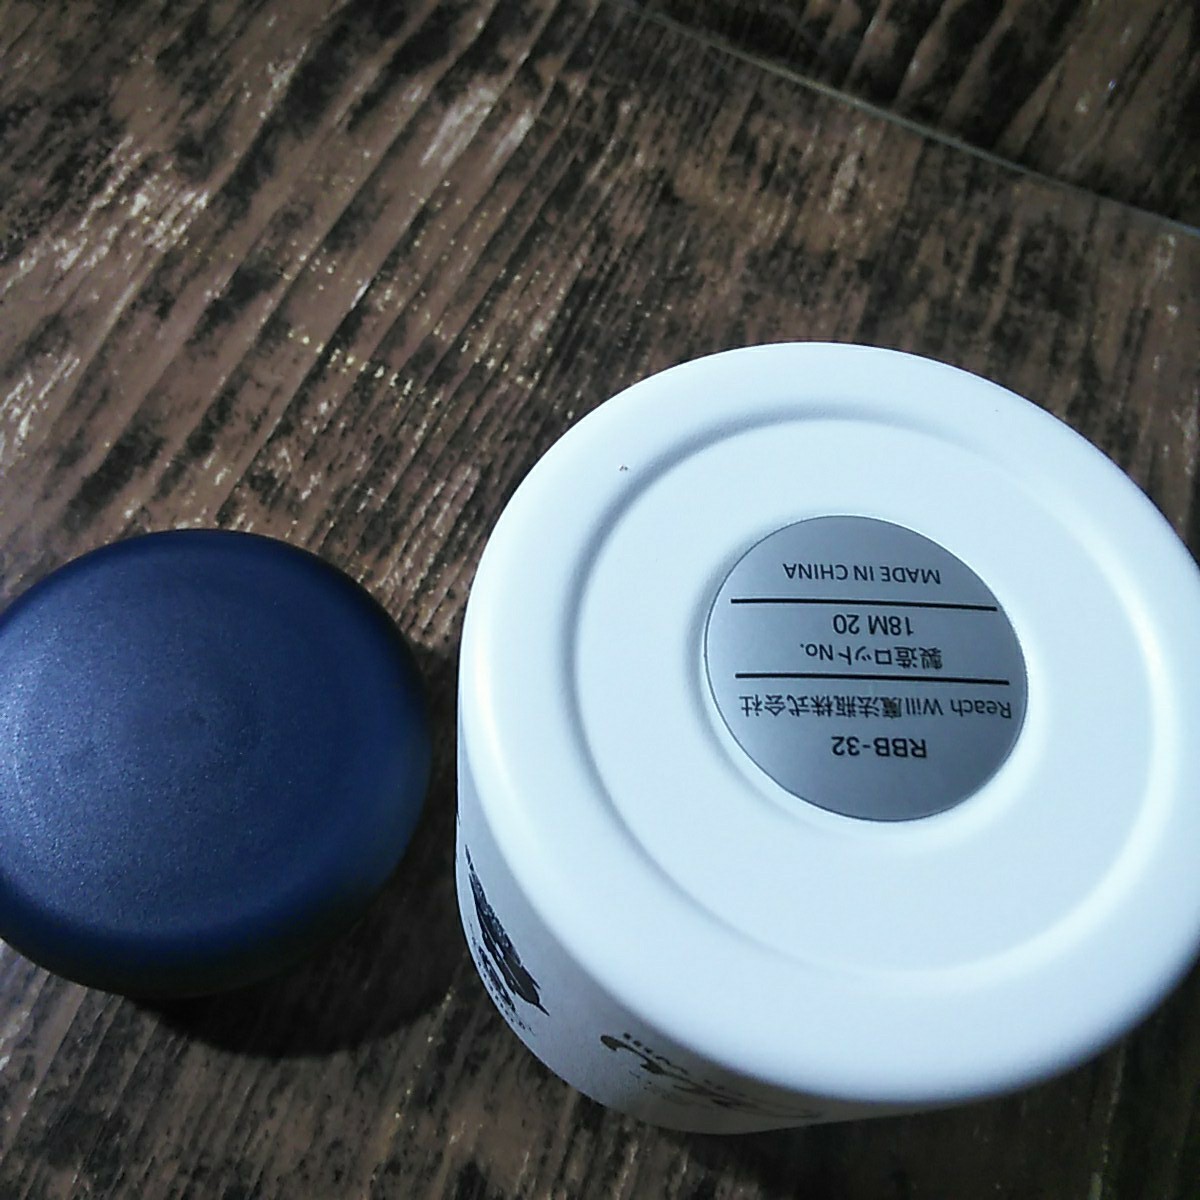 RBB-32
Reach Will魔法瓶株式会社
製造ロットNo.
18M 20
MADE IN CHINA